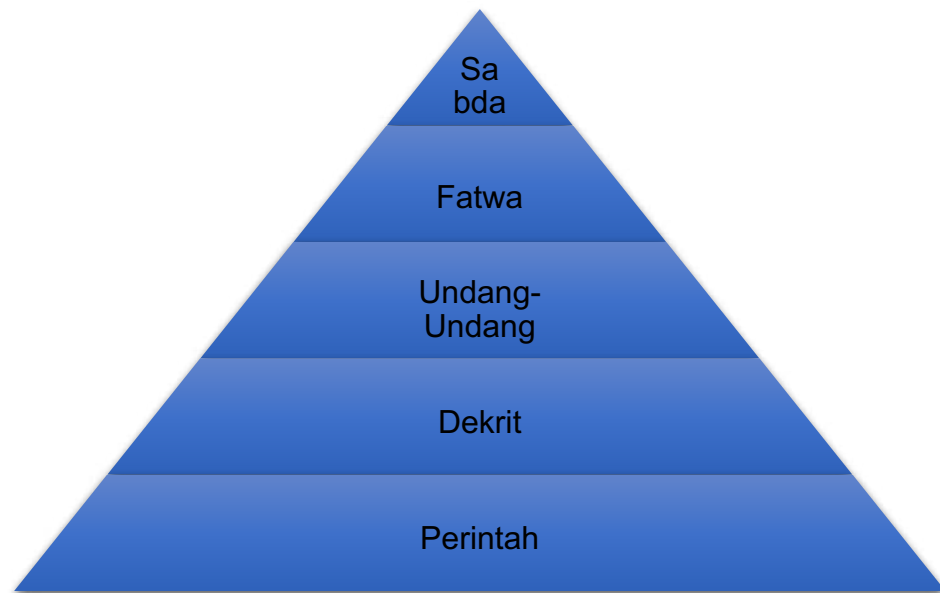 Sa
bda
Fatwa
Undang-
Undang
Dekrit
Perintah